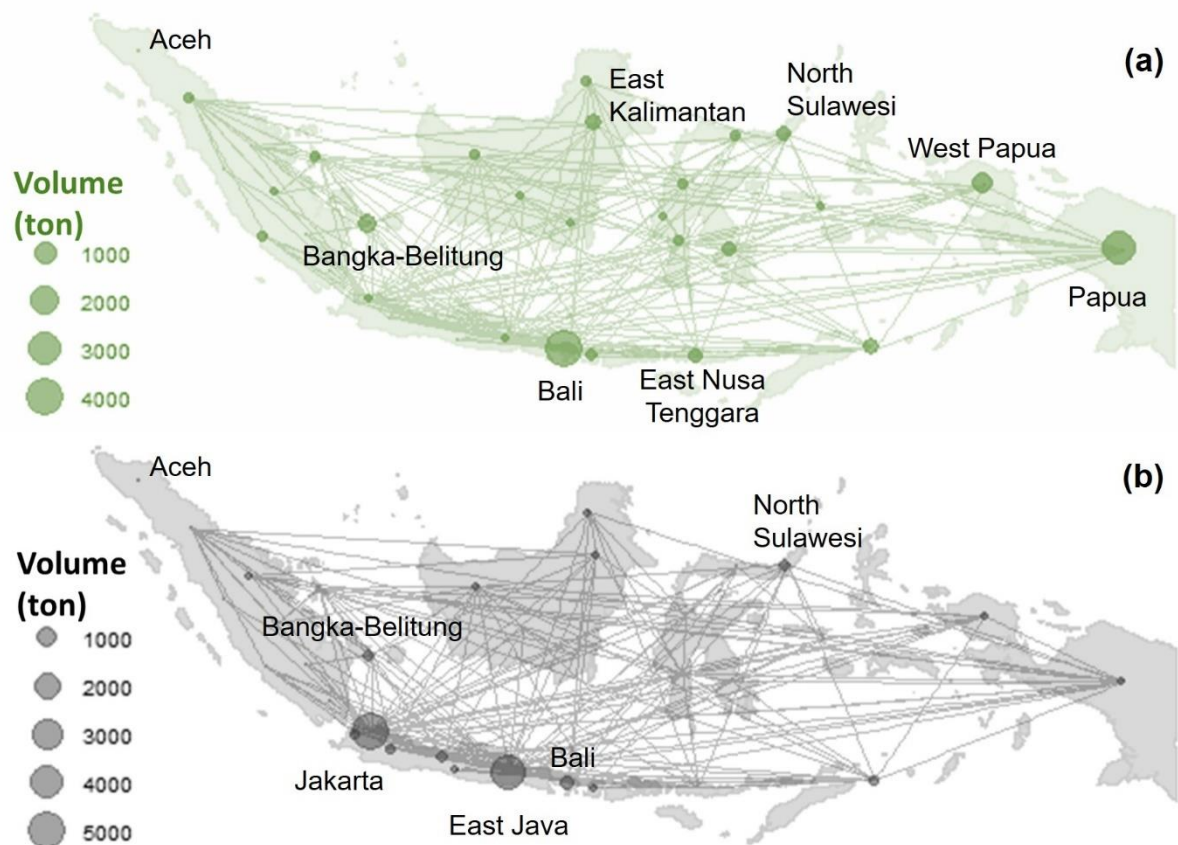 Aceh
(a)
East
Kalimantan
North
Sulawesi
West Papua
Volume
(ton)
1000
2000
3000
4000
Bangka-Belitung
Papua
Bali
East Nusa
Tenggara
Aceh
(b)
North
Sulawesi
Volume
(ton)
1000
2000
3000
4000
5000
Bangka-Belitung
Jakarta
Bali
East Java